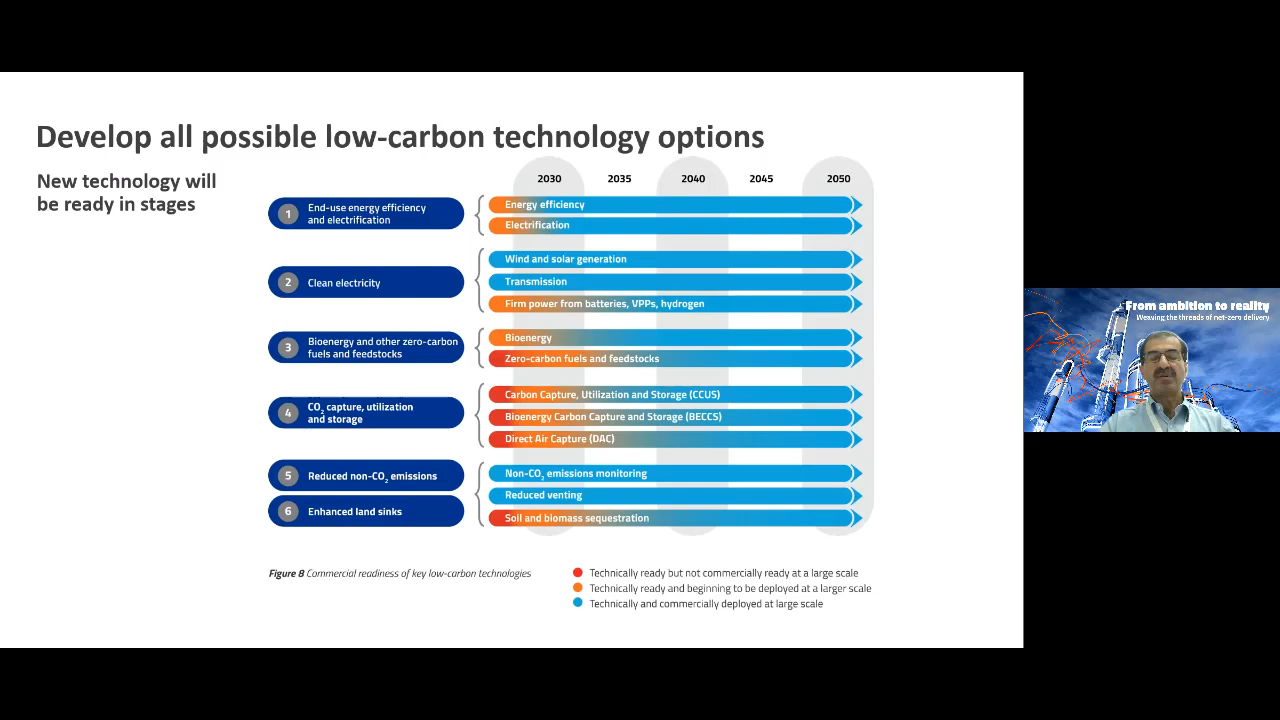 Develop all possible low-carbon technology options
New technology will
be ready in stages
2030 2035 2040 2045 2050
1 End-use energy efficiency
and electrification
Energy efficiency
Electrification
2 Clean electricity
Wind and solar generation
Transmission
Firm power from batteries, VPPs, hydrogen
3 Bioenergy and other zero-carbon
fuels and feedstocks
Bioenergy
Zero-carbon fuels and feedstocks
4 CO₂ capture, utilization
and storage
Carbon Capture, Utilization and Storage (CCUS)
Bioenergy Carbon Capture and Storage (BECCS)
Direct Air Capture (DAC)
5 Reduced non-CO₂ emissions
6 Enhanced land sinks
Non-CO₂ emissions monitoring
Reduced venting
Soil and biomass sequestration
Figure 8 Commercial readiness of key low-carbon technologies
Technically ready but not commercially ready at a large scale
Technically ready and beginning to be deployed at a larger scale
Technically and commercially deployed at large scale
From ambition to reality
Weaving the threads of net-zero delivery